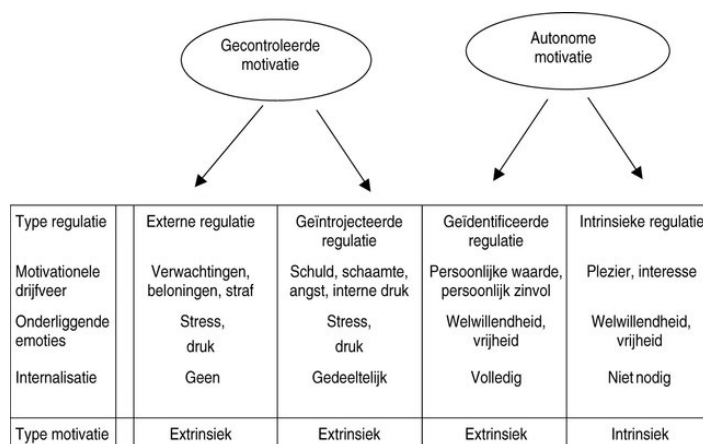 Gecontroleerde
motivatie
Autonome
motivatie
Type regulatie
Externe regulatie
Geïntrojecteerde
regulatie
Geïdentificeerde
regulatie
Intrinsieke regulatie
Motivationele
drijfveer
Verwachtingen,
beloningen, straf
Schuld, schaamte,
angst, interne druk
Persoonlijke waarde,
persoonlijk zinvol
Plezier, interesse
Onderliggende
emoties
Stress,
druk
Stress,
druk
Welwillendheid,
vrijheid
Welwillendheid,
vrijheid
Internalisatie
Geen
Gedeeltelijk
Volledig
Niet nodig
Type motivatie
Extrinsiek
Extrinsiek
Extrinsiek
Intrinsiek